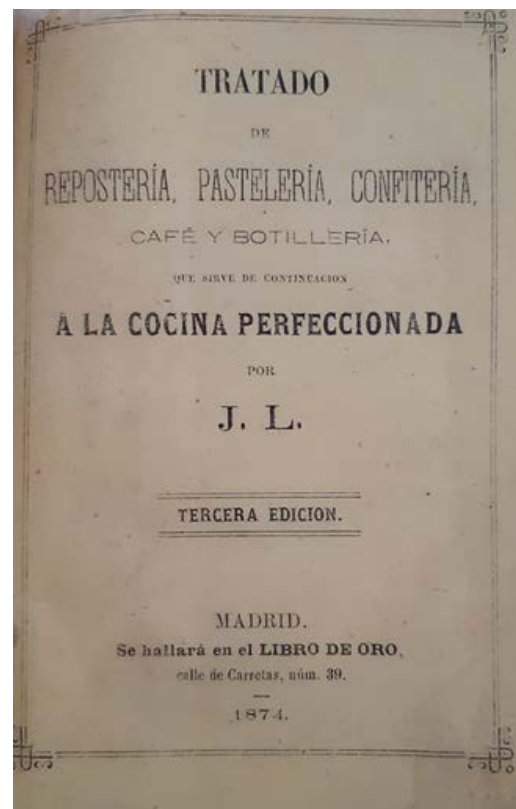 TRATADO
DE
REPOSTERÍA, PASTELERÍA, CONFITERÍA,
CAFÉ Y BOTILLERÍA,
QUE SIRVE DE CONTINUACION
A LA COCINA PERFECCIONADA
POR
J. L.
TERCERA EDICION.
MADRID.
Se hallará en el LIBRO DE ORO,
calle de Carretas, núm. 39.
1874.